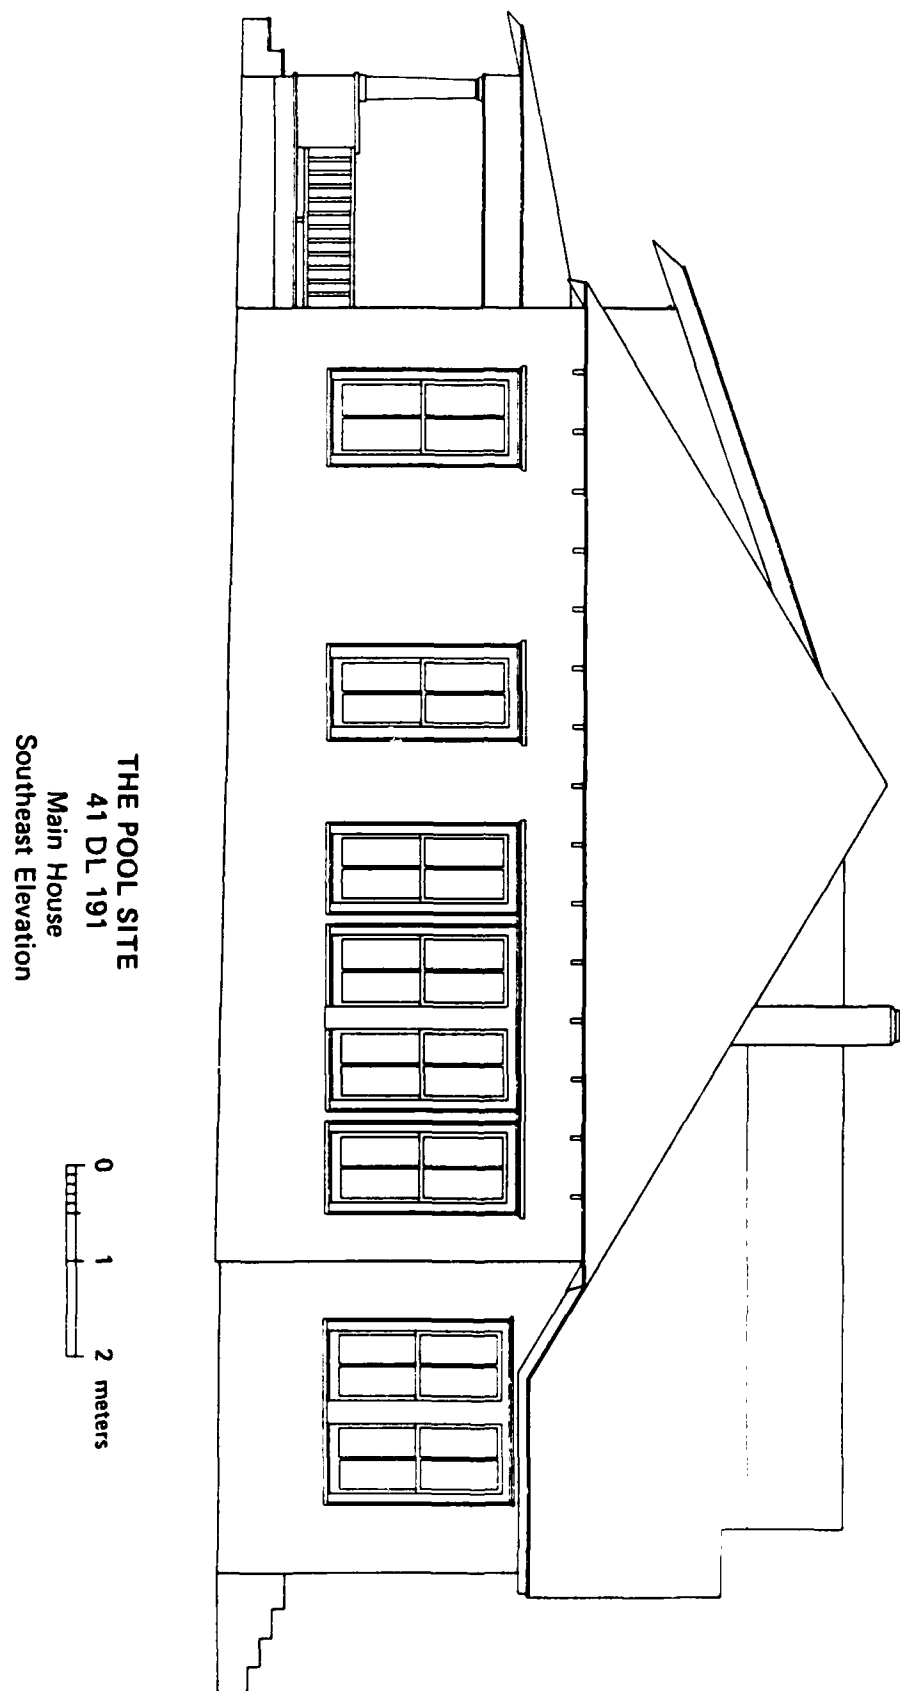 THE POOL SITE
41 DL 191
Main House
Southeast Elevation
0 1 2 meters